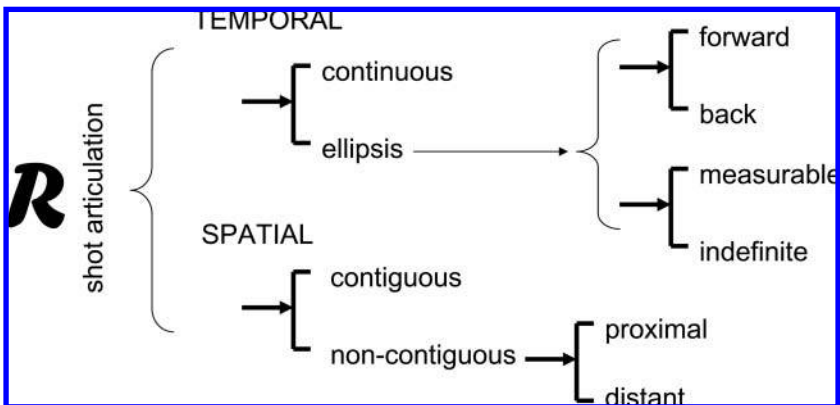 TEMPORAL
forward
continuous
back
ellipsis
measurable
R
shot articulation
SPATIAL
indefinite
contiguous
proximal
non-contiguous
distant